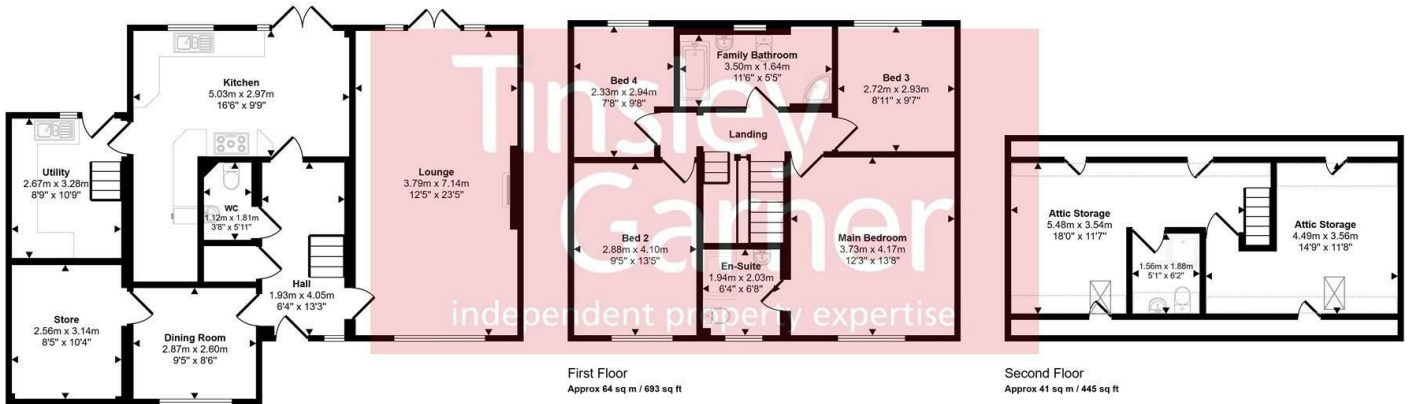 Kitchen
5.03m x 2.97m
16'6" x 9'9"
Utility
2.67m x 3.28m
8'9" x 10'9"
WC
1.12m x 1.81m
3'8" x 5'11"
Lounge
3.79m x 7.14m
12'5" x 23'5"
Hall
1.93m x 4.05m
6'4" x 13'3"
Store
2.56m x 3.14m
8'5" x 10'4"
Dining Room
2.87m x 2.60m
9'5" x 8'6"
Tinsley
Garner
independent property expertise
Family Bathroom
3.50m x 1.64m
11'6" x 5'5"
Bed 4
2.33m x 2.94m
7'8" x 9'8"
Bed 3
2.72m x 2.93m
8'11" x 9'7"
Landing
Bed 2
2.88m x 4.10m
9'5" x 13'5"
Main Bedroom
3.73m x 4.17m
12'3" x 13'8"
En-Suite
1.94m x 2.03m
6'4" x 6'8"
First Floor
Approx 64 sq m / 693 sq ft
Attic Storage
5.48m x 3.54m
18'0" x 11'7"
Attic Storage
4.49m x 3.56m
14'9" x 11'8"
1.56m x 1.88m
5'1" x 6'2"
Second Floor
Approx 41 sq m / 445 sq ft